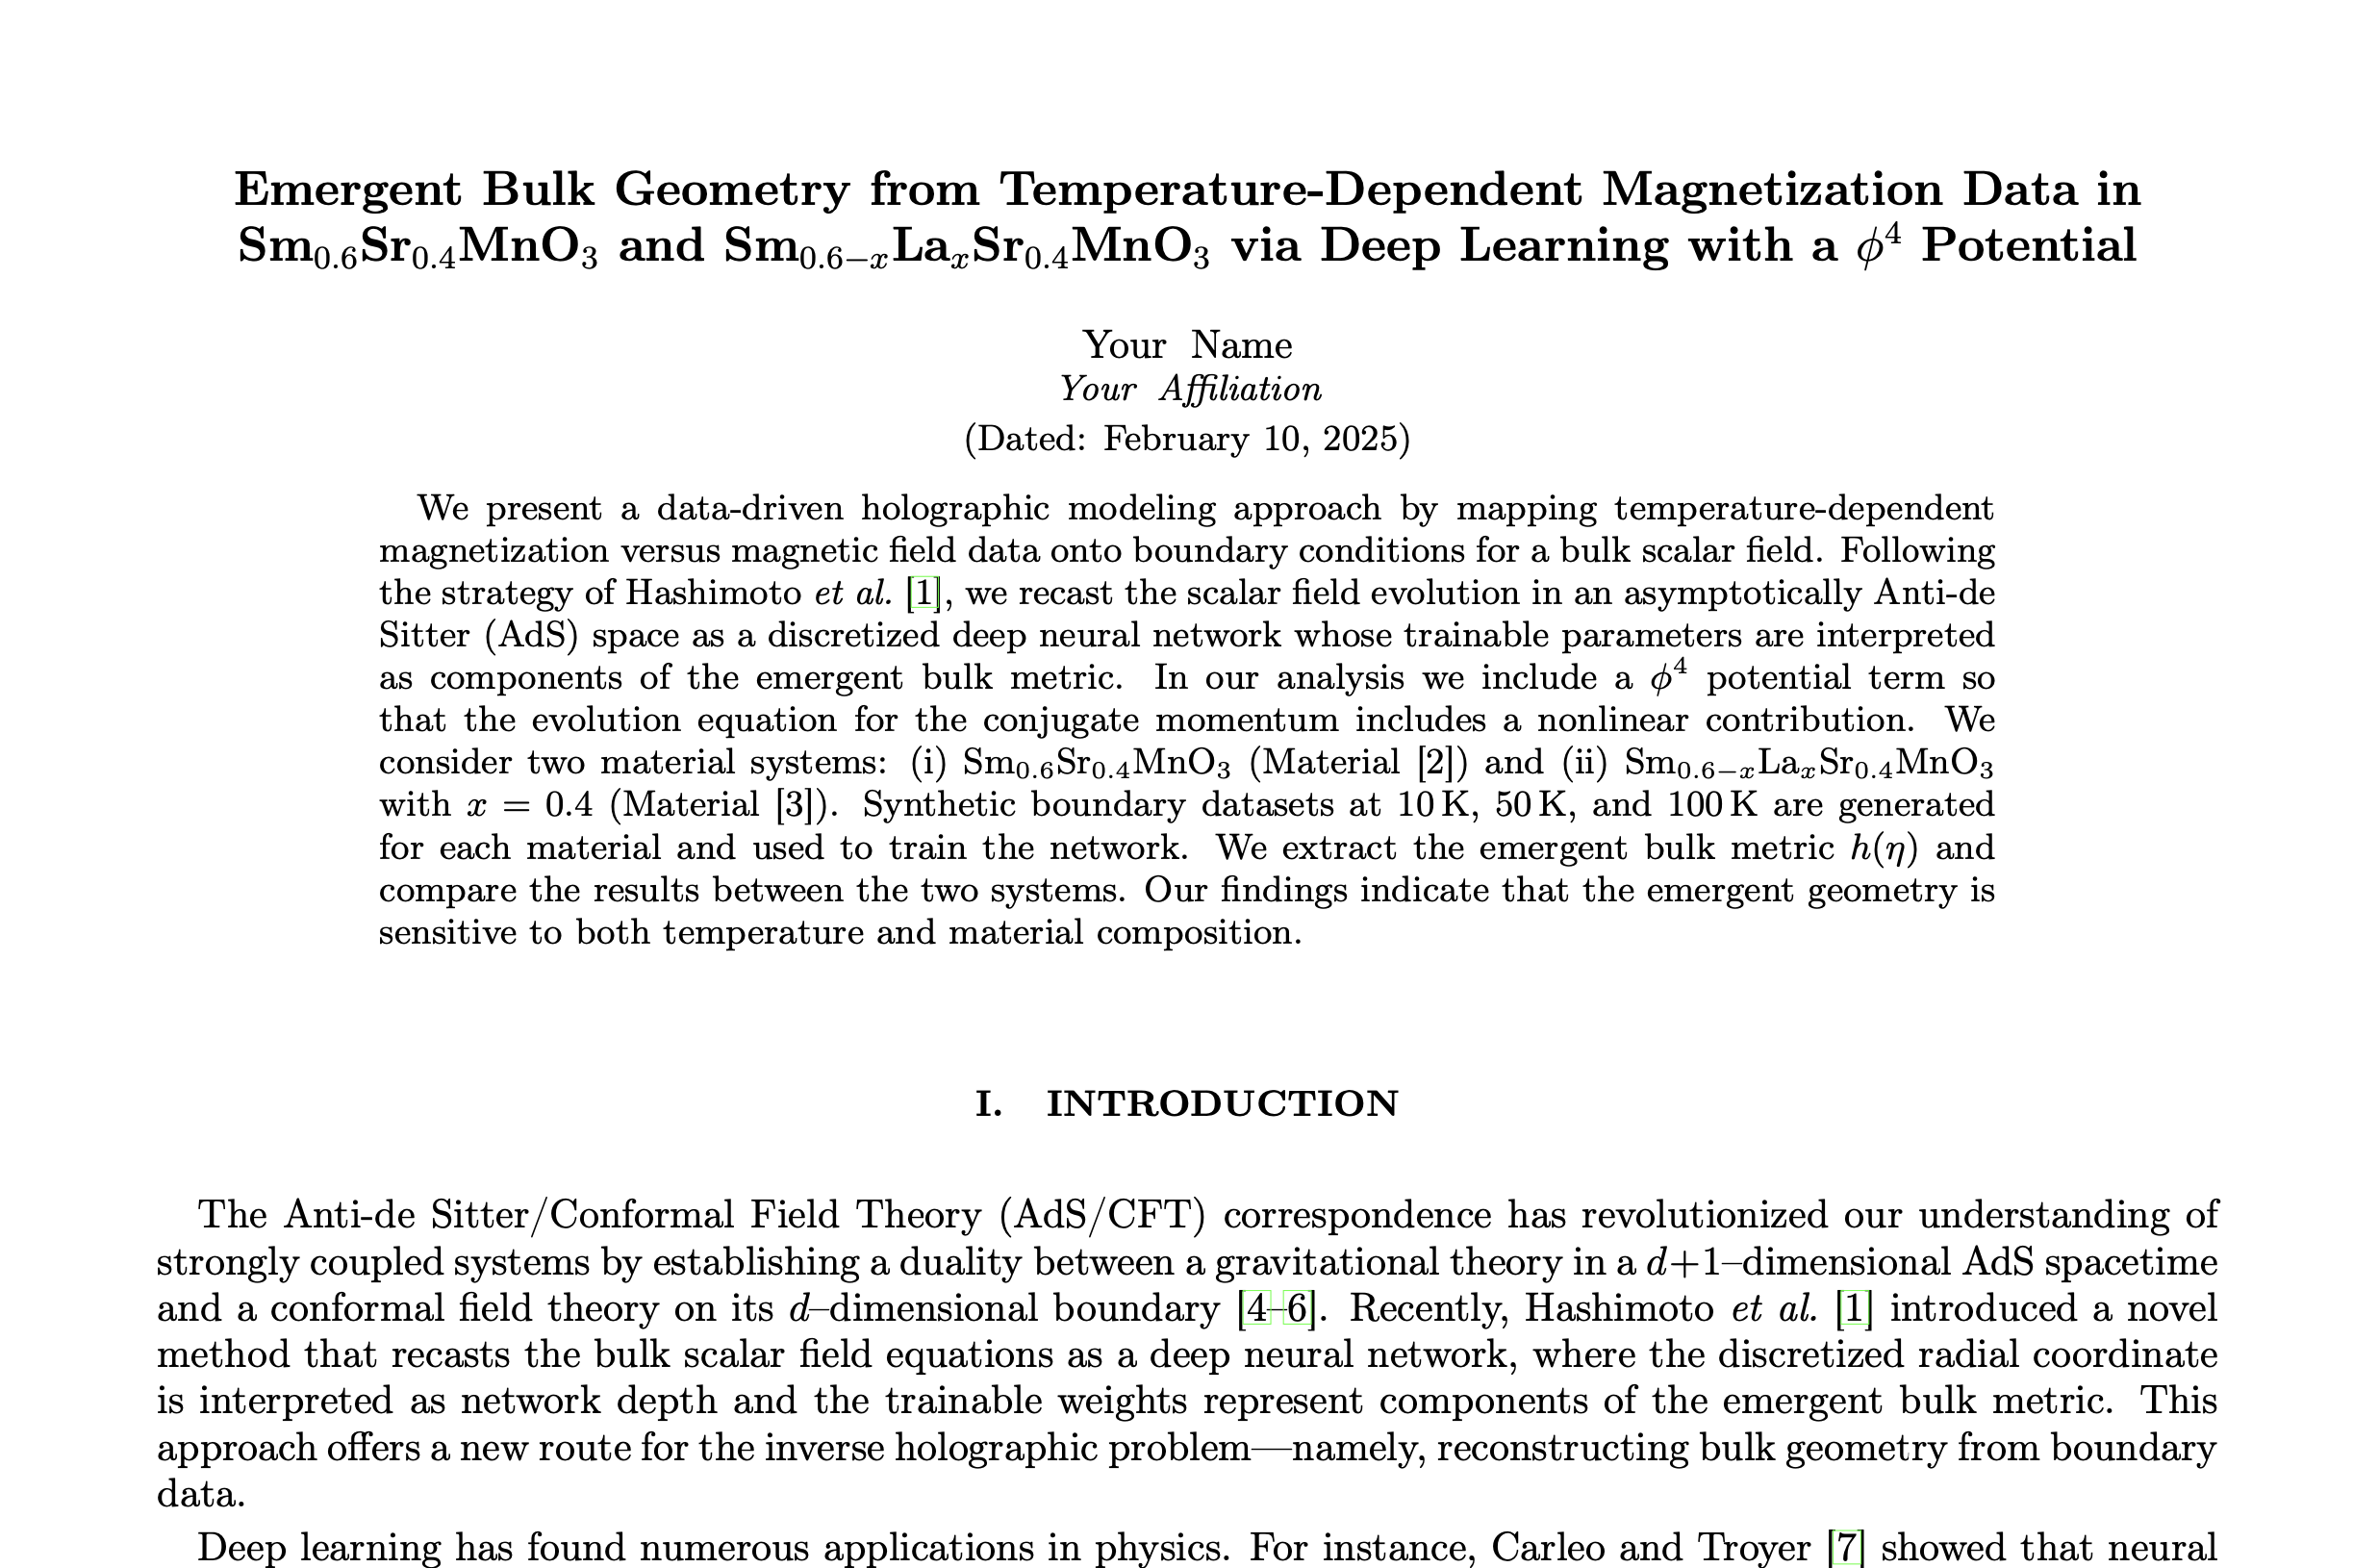 Emergent Bulk Geometry from Temperature-Dependent Magnetization Data in
Sm₀.₆Sr₀.₄MnO₃ and Sm₀.₆₋ₓLaₓSr₀.₄MnO₃ via Deep Learning with a ϕ⁴ Potential
Your Name
Your Affiliation
(Dated: February 10, 2025)
We present a data-driven holographic modeling approach by mapping temperature-dependent
magnetization versus magnetic field data onto boundary conditions for a bulk scalar field. Following
the strategy of Hashimoto et al. [1], we recast the scalar field evolution in an asymptotically Anti-de
Sitter (AdS) space as a discretized deep neural network whose trainable parameters are interpreted
as components of the emergent bulk metric. In our analysis we include a ϕ⁴ potential term so
that the evolution equation for the conjugate momentum includes a nonlinear contribution. We
consider two material systems: (i) Sm₀.₆Sr₀.₄MnO₃ (Material [2]) and (ii) Sm₀.₆₋ₓLaₓSr₀.₄MnO₃
with x = 0.4 (Material [3]). Synthetic boundary datasets at 10 K, 50 K, and 100 K are generated
for each material and used to train the network. We extract the emergent bulk metric h(η) and
compare the results between the two systems. Our findings indicate that the emergent geometry is
sensitive to both temperature and material composition.
I. INTRODUCTION
The Anti-de Sitter/Conformal Field Theory (AdS/CFT) correspondence has revolutionized our understanding of
strongly coupled systems by establishing a duality between a gravitational theory in a d+1–dimensional AdS spacetime
and a conformal field theory on its d–dimensional boundary [4–6]. Recently, Hashimoto et al. [1] introduced a novel
method that recasts the bulk scalar field equations as a deep neural network, where the discretized radial coordinate
is interpreted as network depth and the trainable weights represent components of the emergent bulk metric. This
approach offers a new route for the inverse holographic problem—namely, reconstructing bulk geometry from boundary
data.
Deep learning has found numerous applications in physics. For instance, Carleo and Troyer [7] showed that neural